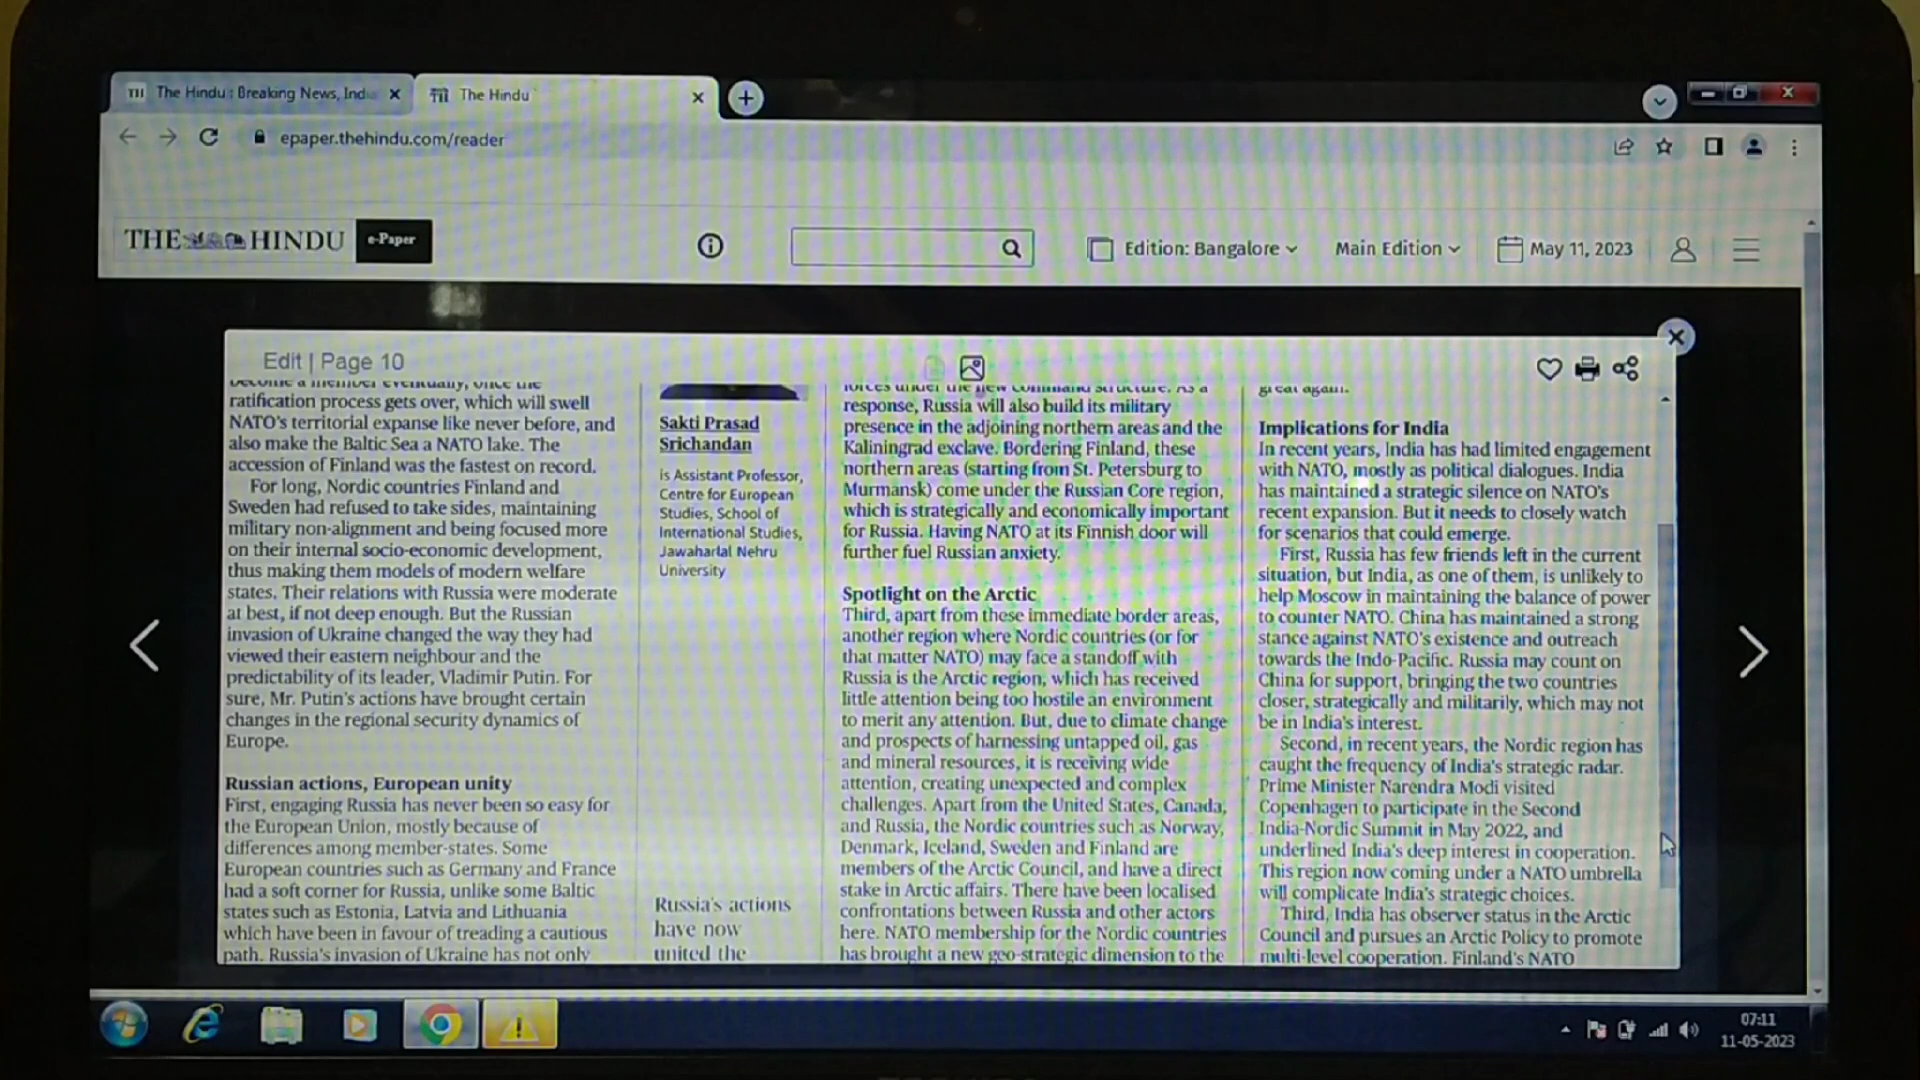 The Hindu : Breaking News, Indi
The Hindu
epaper.thehindu.com/reader
THE HINDU
e-Paper
Edition: Bangalore
Main Edition
May 11, 2023
Edit | Page 10
become a member eventually, once the
ratification process gets over, which will swell
NATO's territorial expanse like never before, and
also make the Baltic Sea a NATO lake. The
accession of Finland was the fastest on record.
For long, Nordic countries Finland and
Sweden had refused to take sides, maintaining
military non-alignment and being focused more
on their internal socio-economic development,
thus making them models of modern welfare
states. Their relations with Russia were moderate
at best, if not deep enough. But the Russian
invasion of Ukraine changed the way they had
viewed their eastern neighbour and the
predictability of its leader, Vladimir Putin. For
sure, Mr. Putin's actions have brought certain
changes in the regional security dynamics of
Europe.
Russian actions, European unity
First, engaging Russia has never been so easy for
the European Union, mostly because of
differences among member-states. Some
European countries such as Germany and France
had a soft corner for Russia, unlike some Baltic
states such as Estonia, Latvia and Lithuania
which have been in favour of treading a cautious
path. Russia's invasion of Ukraine has not only
Sakti Prasad
Srichandan
is Assistant Professor,
Centre for European
Studies, School of
International Studies,
Jawaharlal Nehru
University
Russia's actions
have now
united the
forces under the new command structure. As a
response, Russia will also build its military
presence in the adjoining northern areas and the
Kaliningrad exclave. Bordering Finland, these
northern areas (starting from St. Petersburg to
Murmansk) come under the Russian Core region,
which is strategically and economically important
for Russia. Having NATO at its Finnish door will
further fuel Russian anxiety.
Spotlight on the Arctic
Third, apart from these immediate border areas,
another region where Nordic countries (or for
that matter NATO) may face a standoff with
Russia is the Arctic region, which has received
little attention being too hostile an environment
to merit any attention. But, due to climate change
and prospects of harnessing untapped oil, gas
and mineral resources, it is receiving wide
attention, creating unexpected and complex
challenges. Apart from the United States, Canada,
and Russia, the Nordic countries such as Norway,
Denmark, Iceland, Sweden and Finland are
members of the Arctic Council, and have a direct
stake in Arctic affairs. There have been localised
confrontations between Russia and other actors
here. NATO membership for the Nordic countries
has brought a new geo-strategic dimension to the
great again.
Implications for India
In recent years, India has had limited engagement
with NATO, mostly as political dialogues. India
has maintained a strategic silence on NATO's
recent expansion. But it needs to closely watch
for scenarios that could emerge.
First, Russia has few friends left in the current
situation, but India, as one of them, is unlikely to
help Moscow in maintaining the balance of power
to counter NATO. China has maintained a strong
stance against NATO's existence and outreach
towards the Indo-Pacific. Russia may count on
China for support, bringing the two countries
closer, strategically and militarily, which may not
be in India's interest.
Second, in recent years, the Nordic region has
caught the frequency of India's strategic radar.
Prime Minister Narendra Modi visited
Copenhagen to participate in the Second
India-Nordic Summit in May 2022, and
underlined India's deep interest in cooperation.
This region now coming under a NATO umbrella
will complicate India's strategic choices.
Third, India has observer status in the Arctic
Council and pursues an Arctic Policy to promote
multi-level cooperation. Finland's NATO
07:11
11-05-2023